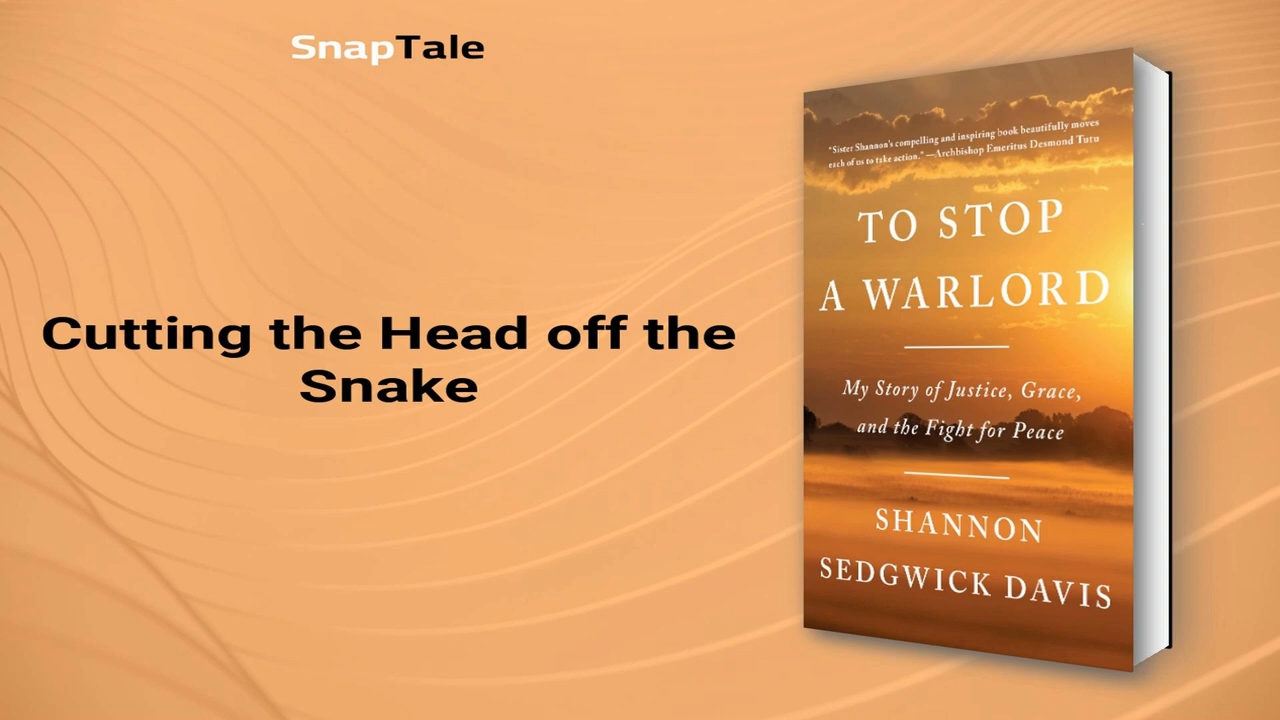 SnapTale
Cutting the Head off the
Snake
"Sister Shannon's compelling and inspiring book beautifully moves
each of us to take action." —Archbishop Emeritus Desmond Tutu
TO STOP
A WARLORD
My Story of Justice, Grace,
and the Fight for Peace
SHANNON
SEDGWICK DAVIS